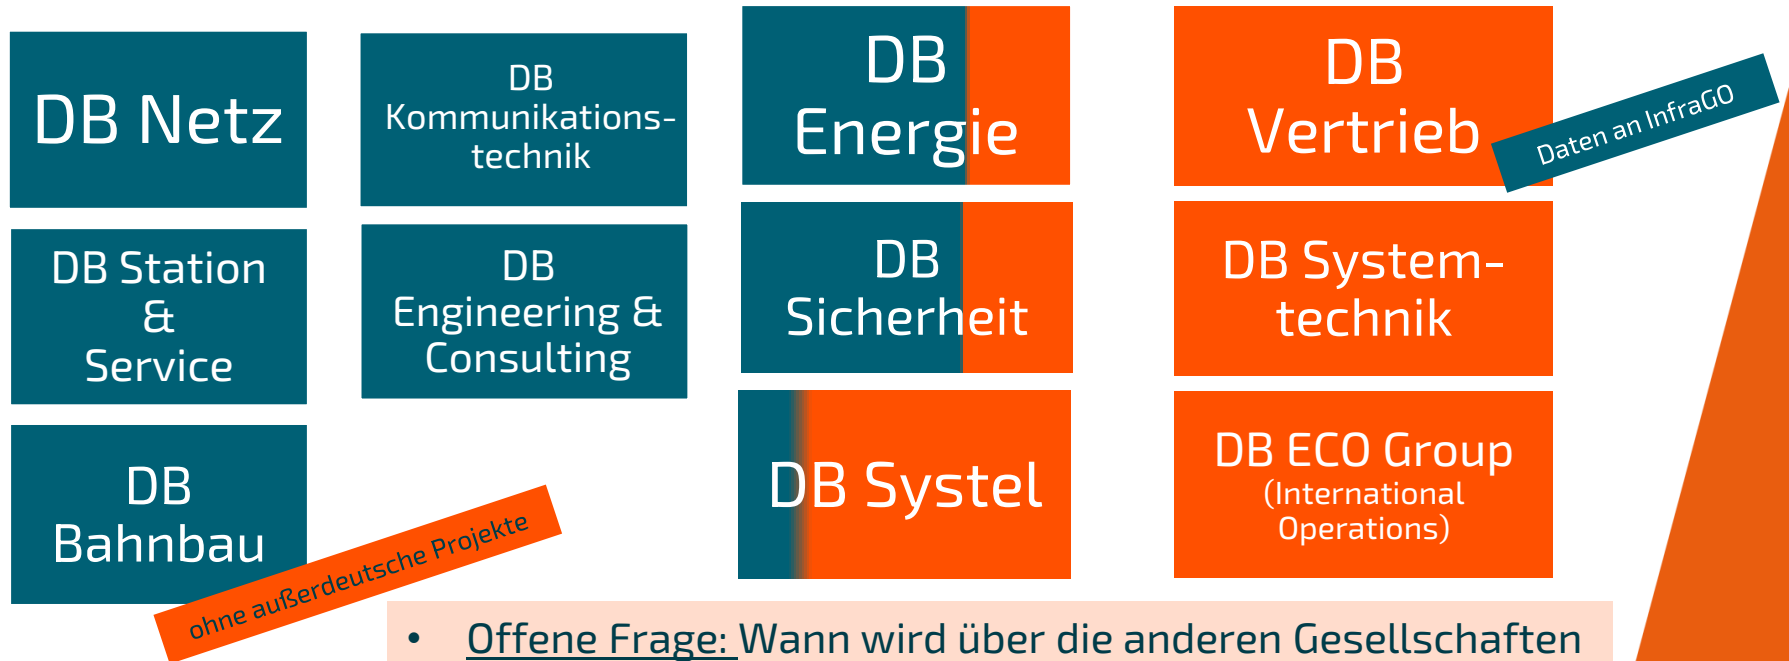 DB Netz
DB
Kommunikations-
technik
DB
Energie
DB
Vertrieb
Daten an InfraGO
DB Station
&
Service
DB
Engineering &
Consulting
DB
Sicherheit
DB System-
technik
DB
Bahnbau
ohne außerdeutsche Projekte
DB Systel
DB ECO Group
(International
Operations)
• Offene Frage: Wann wird über die anderen Gesellschaften